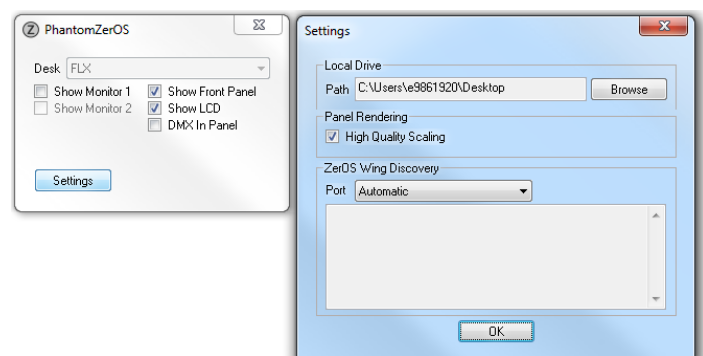 PhantomZerOS
Desk FLX
Show Monitor 1
Show Front Panel
Show Monitor 2
Show LCD
DMX In Panel
Settings
Settings
Local Drive
Path C:\Users\e9861920\Desktop Browse
Panel Rendering
High Quality Scaling
ZerOS Wing Discovery
Port Automatic
OK